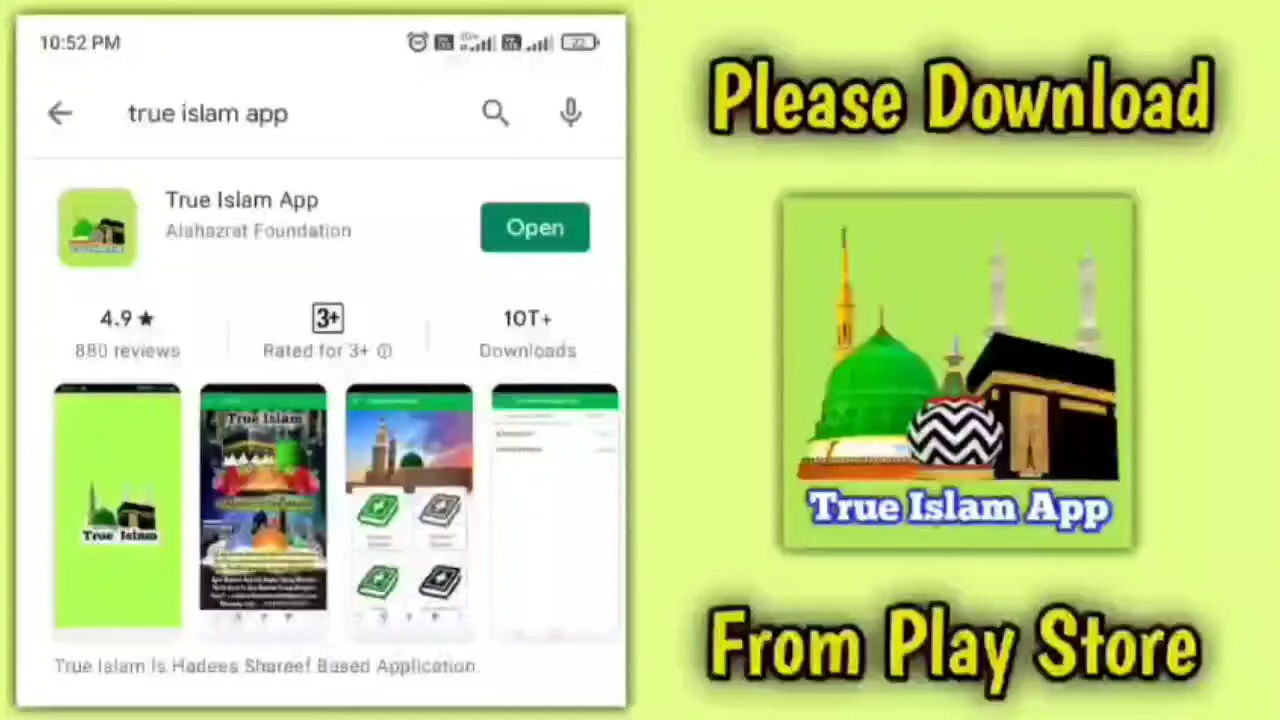 10:52 PM
22
true islam app
True Islam App
Alahazrat Foundation
Open
4.9 ★
880 reviews
3+
Rated for 3+
10T+
Downloads
True Islam
True Islam
True Islam Is Hadees Shareef Based Application.
Please Download
True Islam App
From Play Store